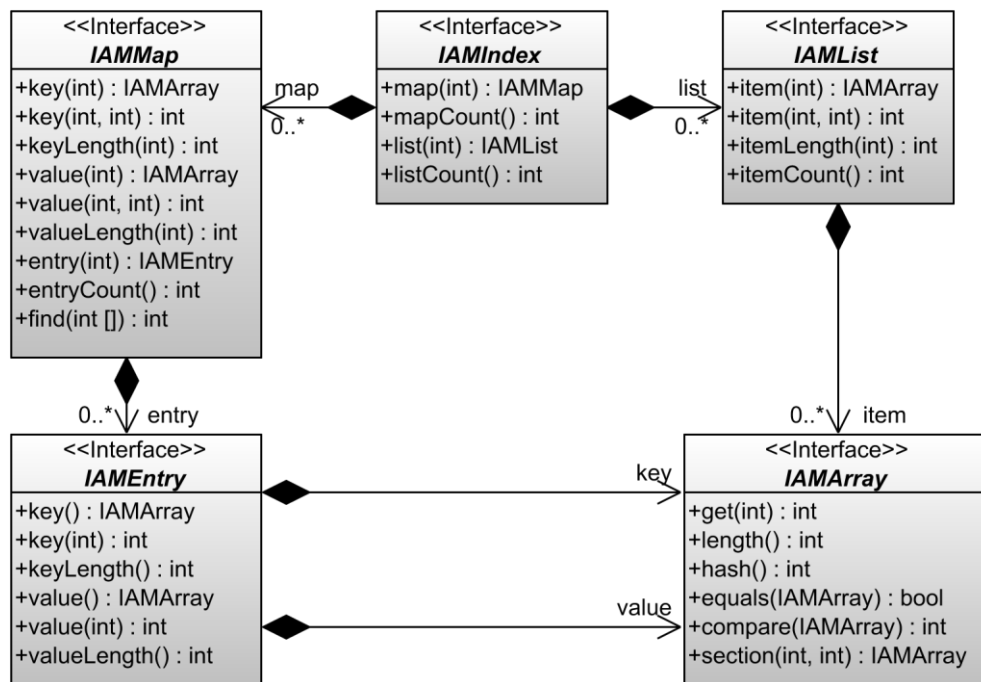 <<Interface>>
IAMMap
+key(int) : IAMArray
+key(int, int) : int
+keyLength(int) : int
+value(int) : IAMArray
+value(int, int) : int
+valueLength(int) : int
+entry(int) : IAMEntry
+entryCount() : int
+find(int []) : int
map
0..*
<<Interface>>
IAMIndex
+map(int) : IAMMap
+mapCount() : int
+list(int) : IAMList
+listCount() : int
list
0..*
<<Interface>>
IAMList
+item(int) : IAMArray
+item(int, int) : int
+itemLength(int) : int
+itemCount() : int
0..* entry
0..* item
<<Interface>>
IAMEntry
+key() : IAMArray
+key(int) : int
+keyLength() : int
+value() : IAMArray
+value(int) : int
+valueLength() : int
key
value
<<Interface>>
IAMArray
+get(int) : int
+length() : int
+hash() : int
+equals(IAMArray) : bool
+compare(IAMArray) : int
+section(int, int) : IAMArray